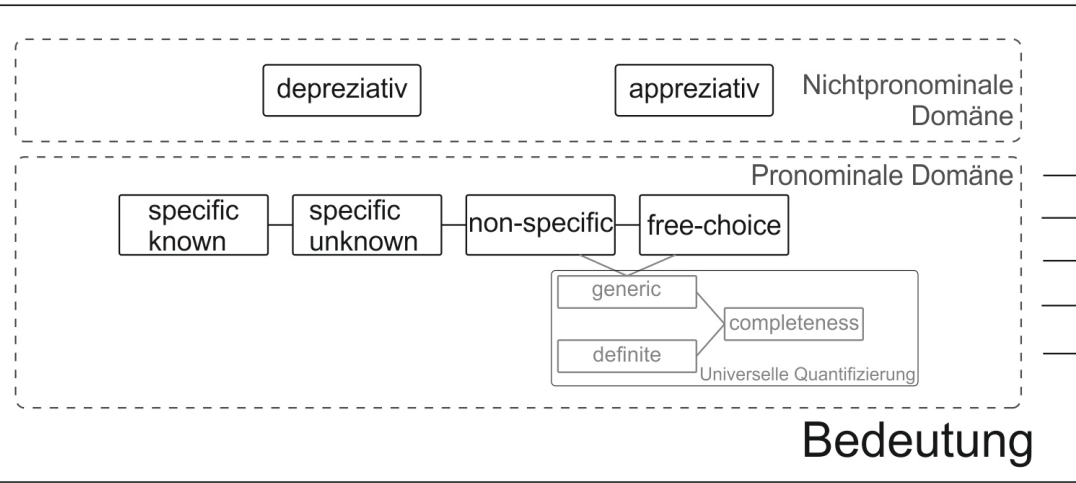 depreziativ
appreziativ
Nichtpronominale
Domäne
Pronominale Domäne
specific
known
specific
unknown
non-specific
free-choice
generic
completeness
definite
Universelle Quantifizierung
Bedeutung